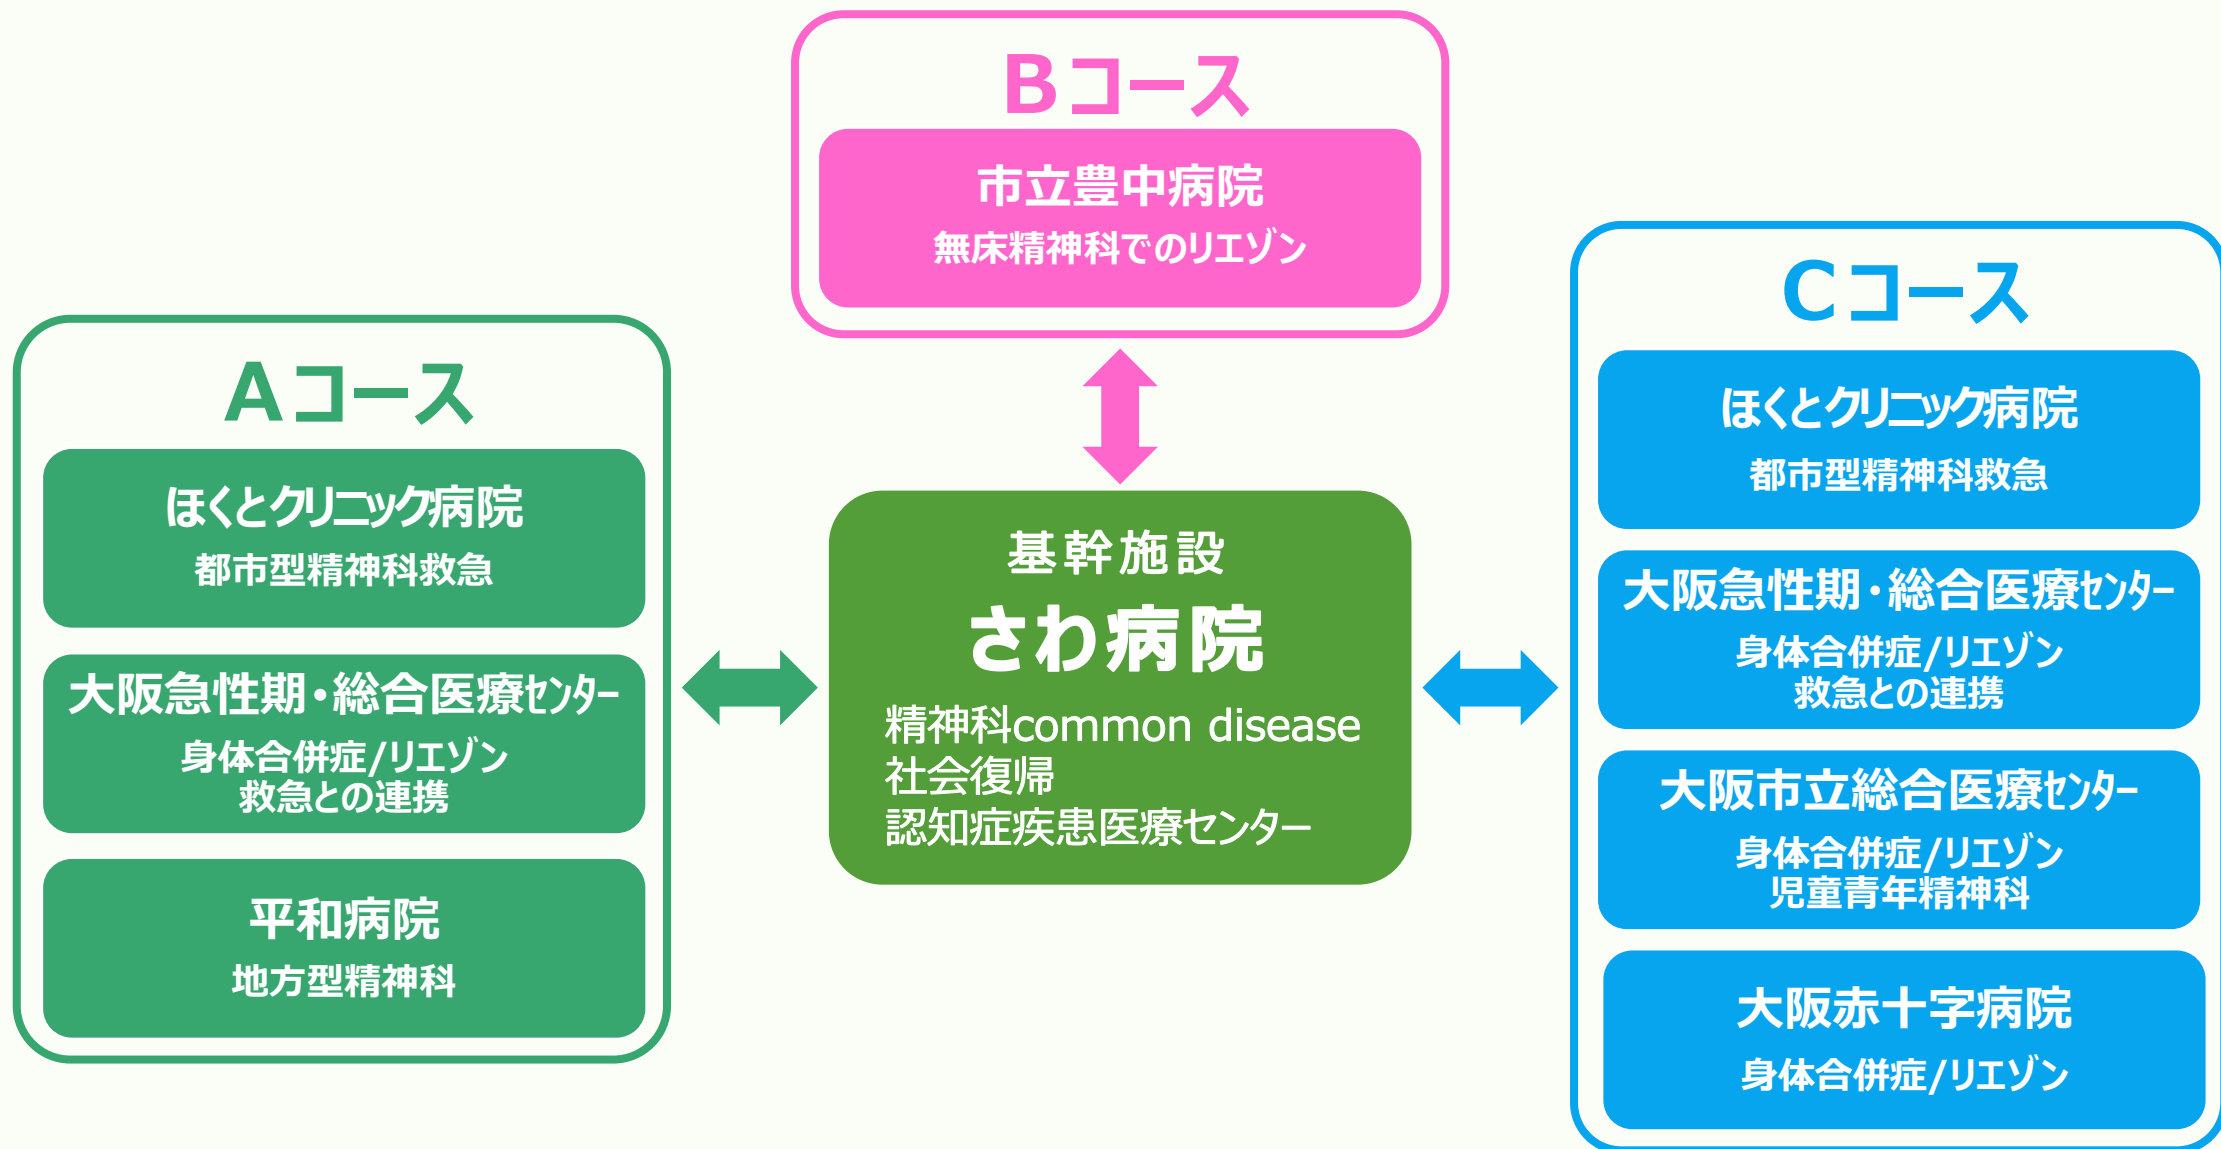 Bコース
市立豊中病院
無床精神科でのリエゾン
Aコース
ほくとクリニック病院
都市型精神科救急
大阪急性期・総合医療センター
身体合併症/リエゾン
救急との連携
平和病院
地方型精神科
基幹施設
さわ病院
精神科common disease
社会復帰
認知症疾患医療センター
Cコース
ほくとクリニック病院
都市型精神科救急
大阪急性期・総合医療センター
身体合併症/リエゾン
救急との連携
大阪市立総合医療センター
身体合併症/リエゾン
児童青年精神科
大阪赤十字病院
身体合併症/リエゾン